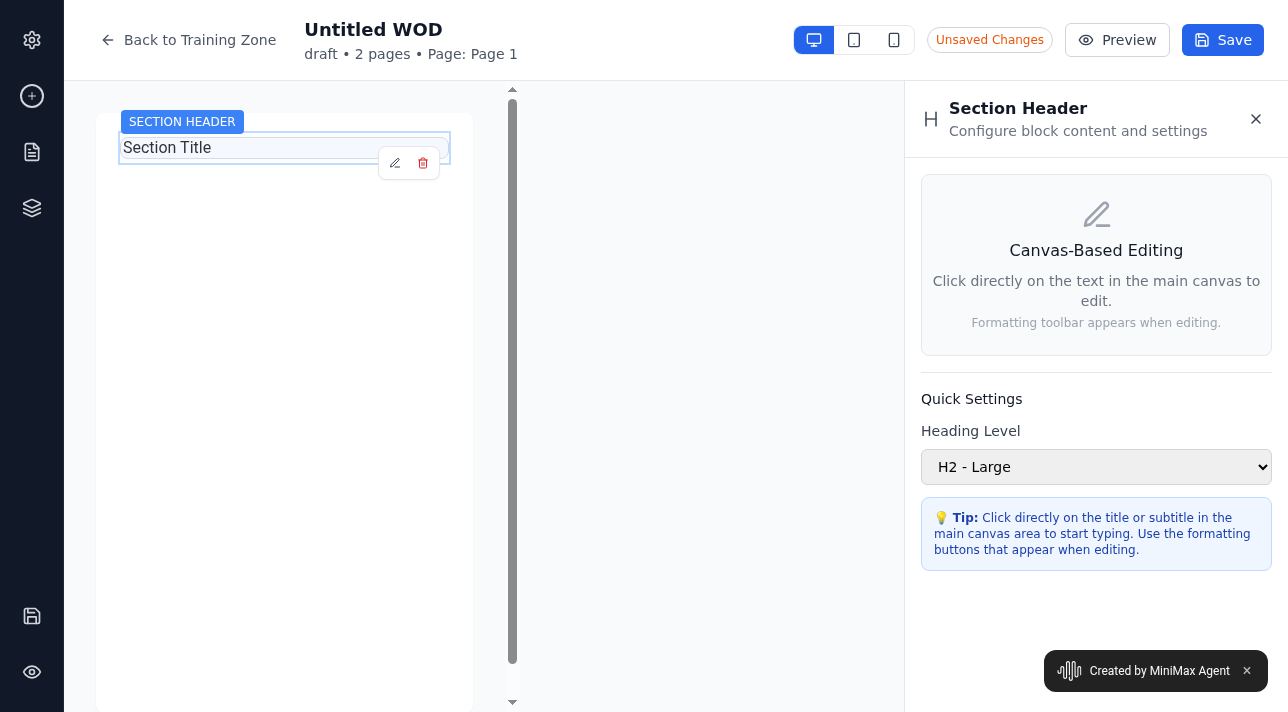 Back to Training Zone
Untitled WOD
draft • 2 pages • Page: Page 1
Unsaved Changes
Preview
Save
SECTION HEADER
Section Title
Section Header
Configure block content and settings
Canvas-Based Editing
Click directly on the text in the main canvas to
edit.
Formatting toolbar appears when editing.
Quick Settings
Heading Level
H2 - Large
💡 Tip: Click directly on the title or subtitle in the
main canvas area to start typing. Use the formatting
buttons that appear when editing.
Created by MiniMax Agent